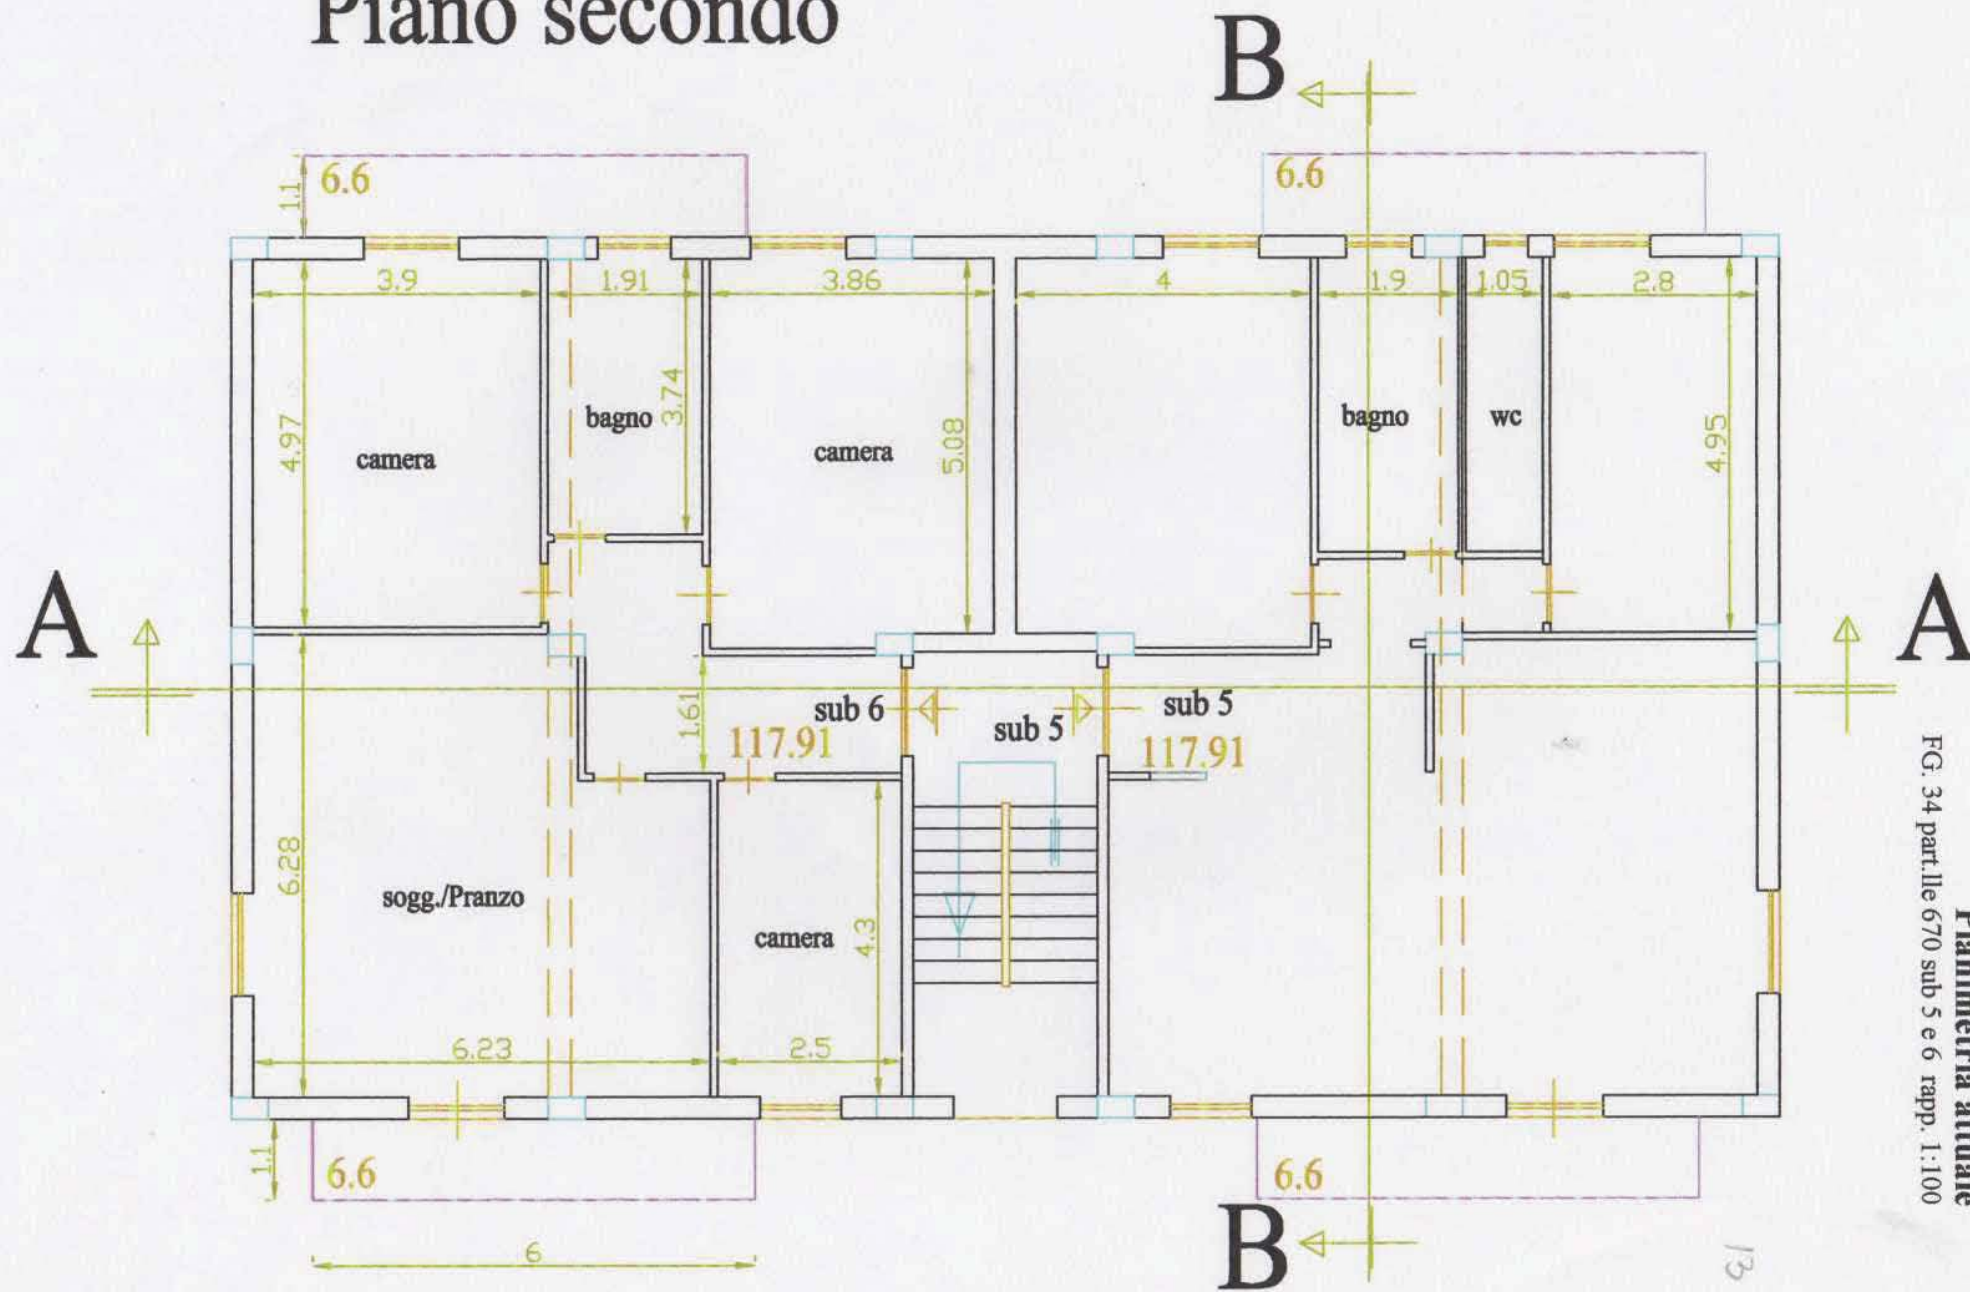 Piano secondo
B
1.1
6.6
6.6
3.9
1.91
3.86
4
1.9
1.05
2.8
4.97
camera
bagno
3.74
camera
5.08
bagno
wc
4.95
A
A
sub 6
sub 5
sub 5
1.61
117.91
117.91
6.28
sogg./Pranzo
camera
4.3
6.23
2.5
1.1
6.6
6.6
B
6
Planimetria attuale
FG. 34 part.lle 670 sub 5 e 6 rapp. 1:100
13